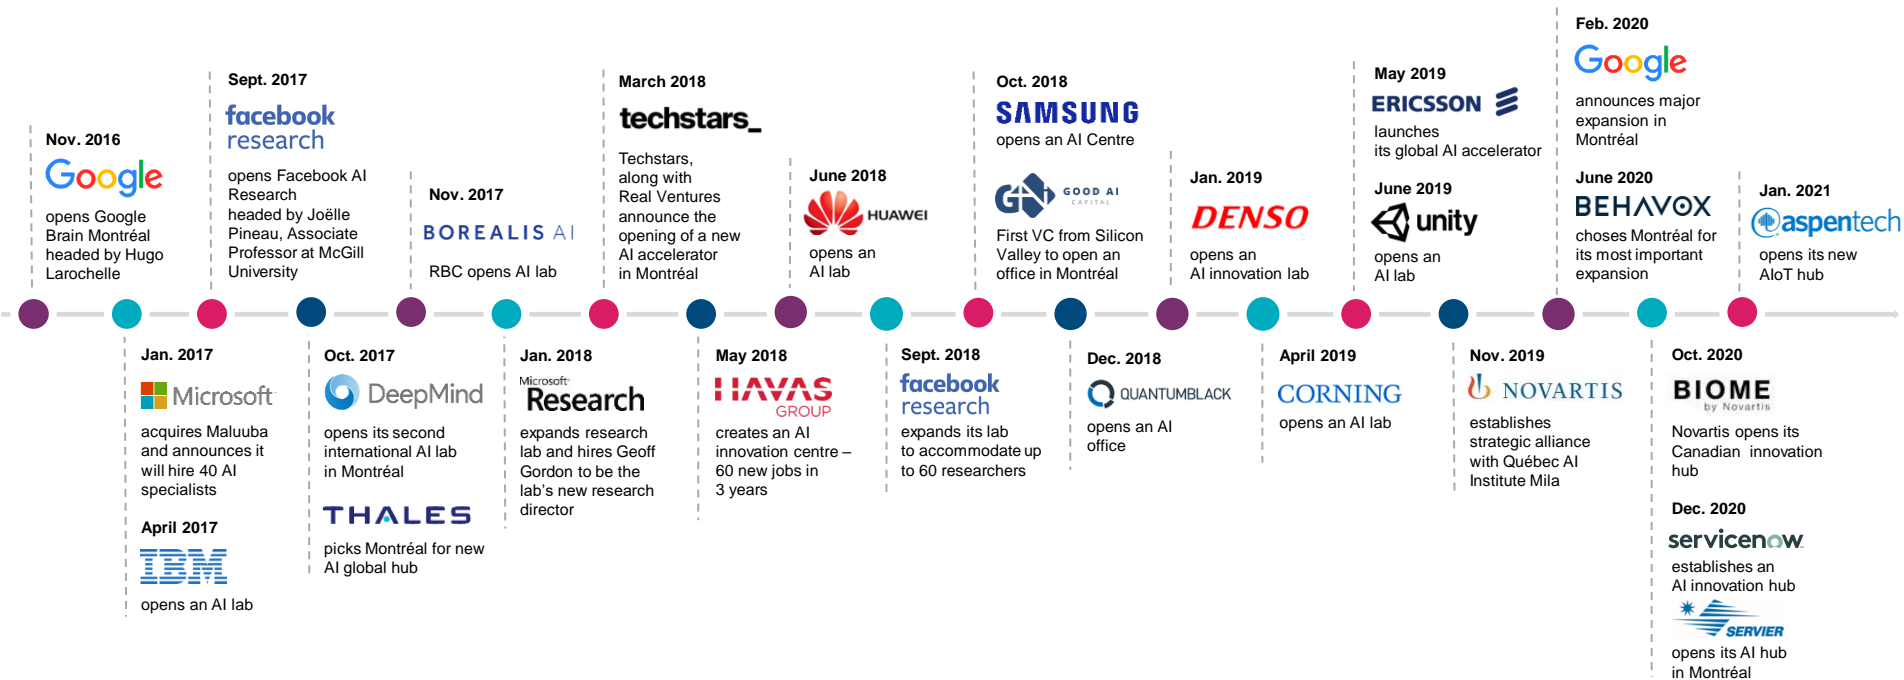 Nov. 2016
Google
opens Google
Brain Montréal
headed by Hugo
Larochelle
Jan. 2017
Microsoft
acquires Maluuba
and announces it
will hire 40 AI
specialists
April 2017
IBM
opens an AI lab
Sept. 2017
facebook
research
opens Facebook AI
Research
headed by Joëlle
Pineau, Associate
Professor at McGill
University
Oct. 2017
DeepMind
opens its second
international AI lab
in Montréal
THALES
picks Montréal for new
AI global hub
Nov. 2017
BOREALIS AI
RBC opens AI lab
Jan. 2018
Microsoft
Research
expands research
lab and hires Geoff
Gordon to be the
lab's new research
director
March 2018
techstars_
Techstars,
along with
Real Ventures
announce the
opening of a new
AI accelerator
in Montréal
May 2018
HAVAS
GROUP
creates an AI
innovation centre –
60 new jobs in
3 years
June 2018
HUAWEI
opens an
AI lab
Sept. 2018
facebook
research
expands its lab
to accommodate up
to 60 researchers
Oct. 2018
SAMSUNG
opens an AI Centre
GOOD AI
CAPITAL
First VC from Silicon
Valley to open an
office in Montréal
Dec. 2018
QUANTUMBLACK
opens an AI
office
Jan. 2019
DENSO
opens an
AI innovation lab
April 2019
CORNING
opens an AI lab
May 2019
ERICSSON
launches
its global AI accelerator
June 2019
unity
opens an
AI lab
Nov. 2019
NOVARTIS
establishes
strategic alliance
with Québec AI
Institute Mila
Feb. 2020
Google
announces major
expansion in
Montréal
June 2020
BEHAVOX
choses Montréal for
its most important
expansion
Oct. 2020
BIOME
by Novartis
Novartis opens its
Canadian innovation
hub
Dec. 2020
servicenow
establishes an
AI innovation hub
SERVIER
opens its AI hub
in Montréal
Jan. 2021
aspentech
opens its new
AIoT hub